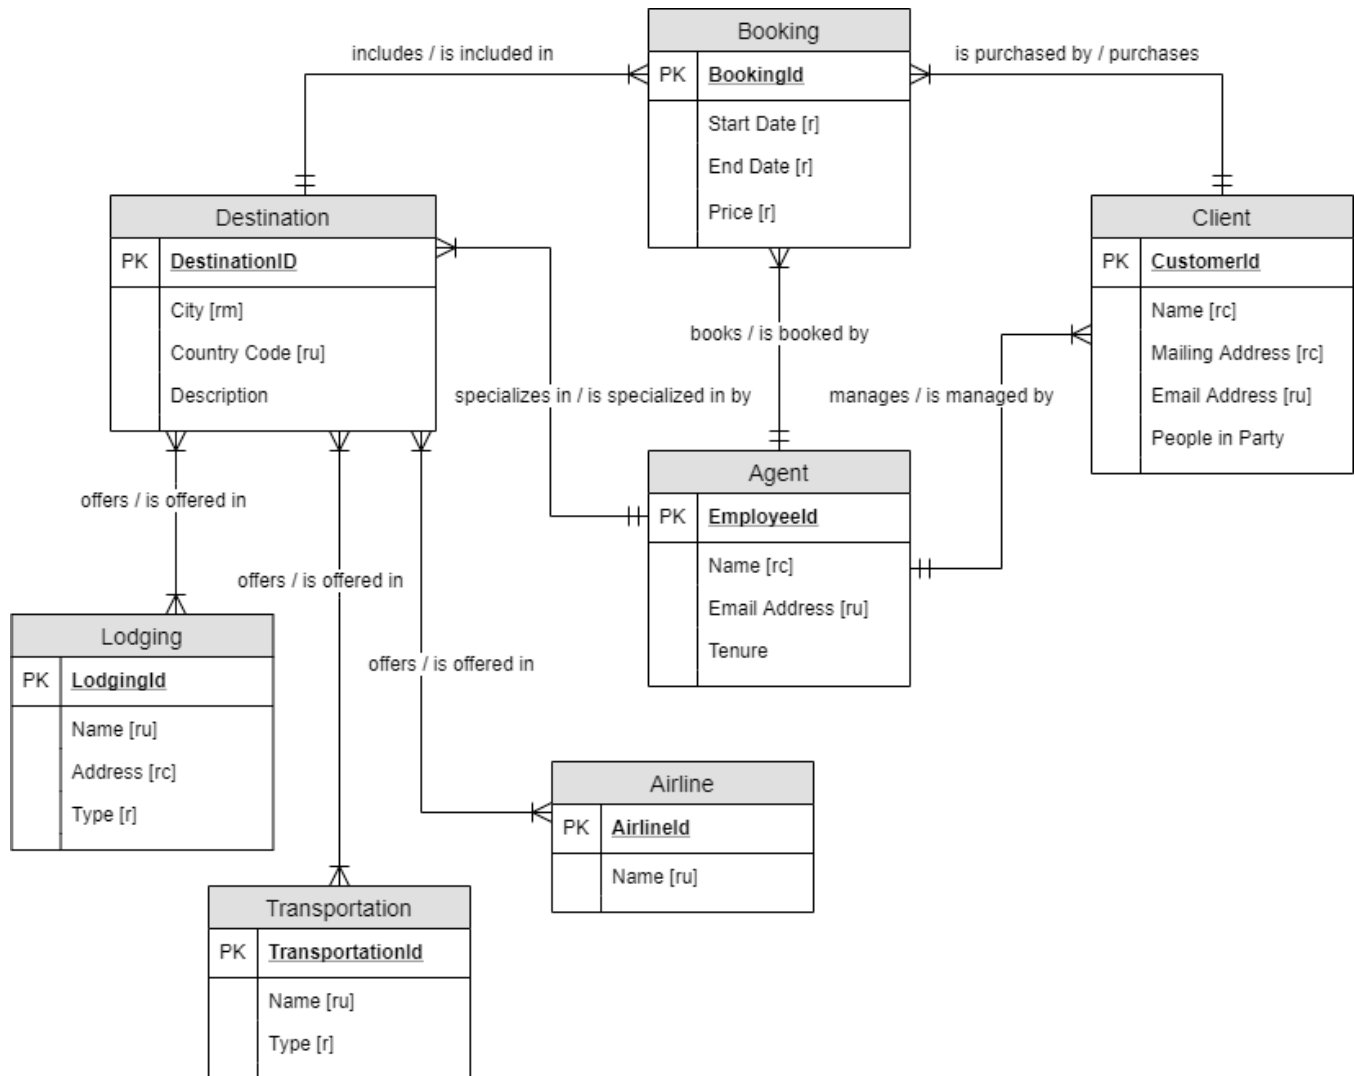 Booking
PK BookingId
Start Date [r]
End Date [r]
Price [r]
includes / is included in
is purchased by / purchases
Destination
PK DestinationID
City [rm]
Country Code [ru]
Description
Client
PK CustomerId
Name [rc]
Mailing Address [rc]
Email Address [ru]
People in Party
books / is booked by
specializes in / is specialized in by
manages / is managed by
Agent
PK EmployeeId
Name [rc]
Email Address [ru]
Tenure
offers / is offered in
offers / is offered in
offers / is offered in
Lodging
PK LodgingId
Name [ru]
Address [rc]
Type [r]
Airline
PK AirlineId
Name [ru]
Transportation
PK TransportationId
Name [ru]
Type [r]